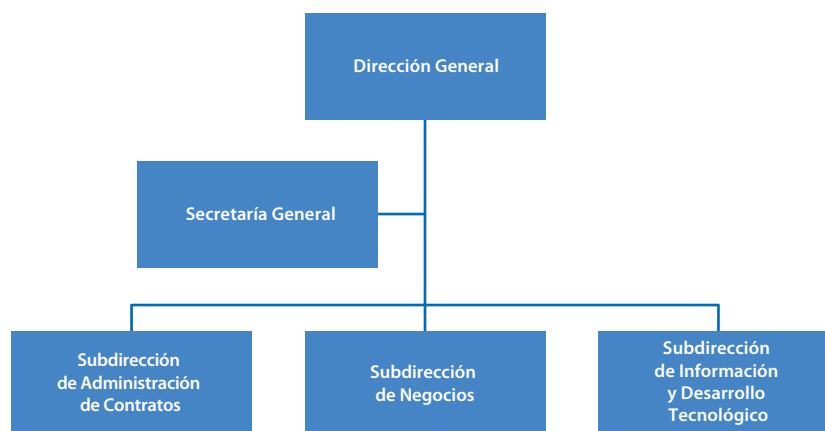 Dirección General
Secretaría General
Subdirección
de Administración
de Contratos
Subdirección
de Negocios
Subdirección
de Información
y Desarrollo
Tecnológico